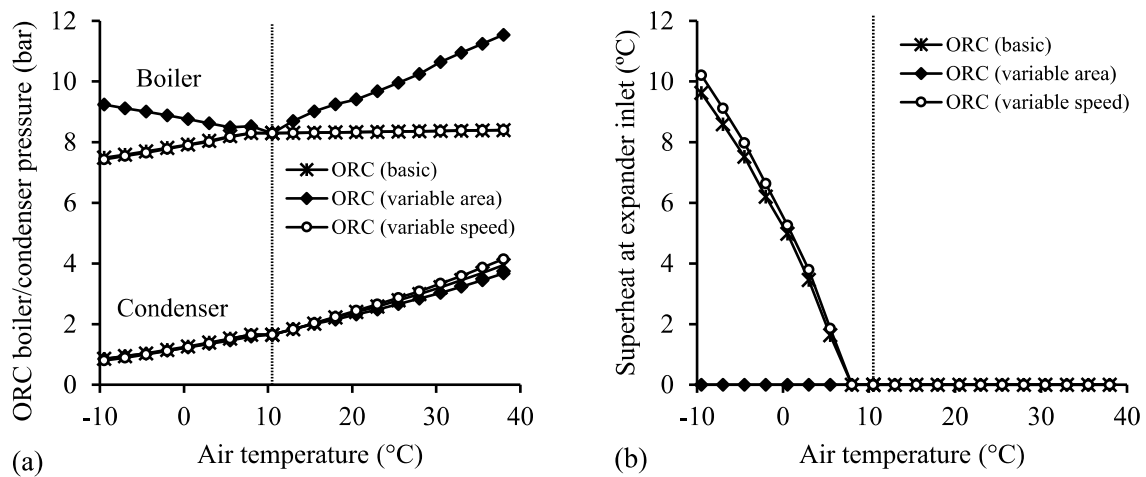 12
10
8
6
4
2
0
-10 0 10 20 30 40
ORC boiler/condenser pressure (bar)
Boiler
ORC (basic)
ORC (variable area)
ORC (variable speed)
Condenser
Air temperature (°C)
(a)
12
10
8
6
4
2
0
-10 0 10 20 30 40
Superheat at expander inlet (ºC)
ORC (basic)
ORC (variable area)
ORC (variable speed)
Air temperature (°C)
(b)